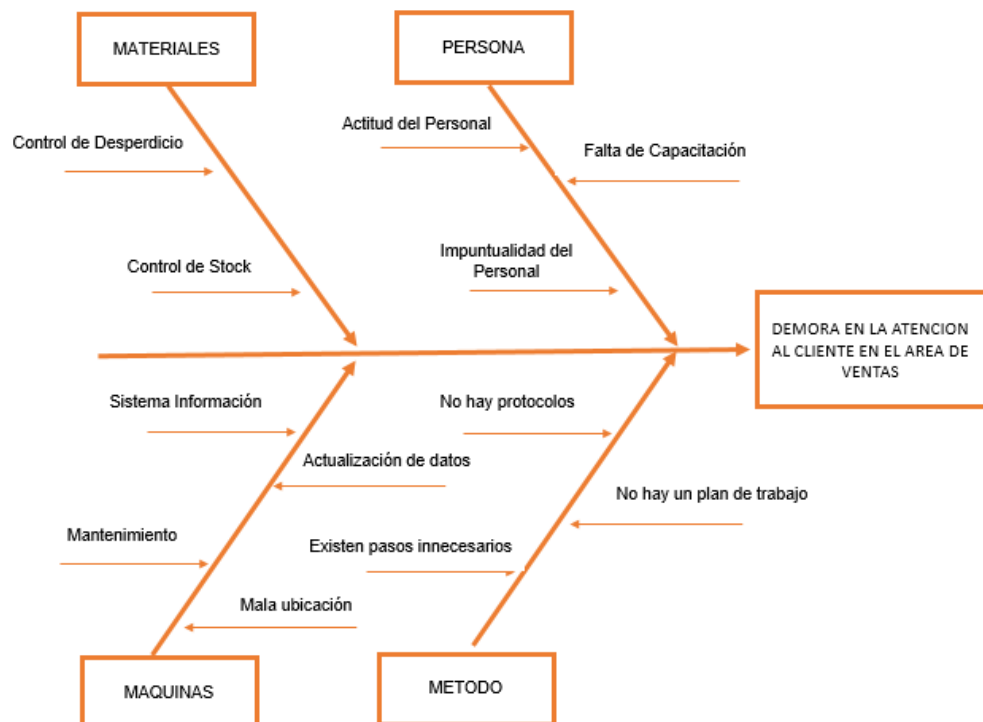 MATERIALES
PERSONA
Control de Desperdicio
Actitud del Personal
Falta de Capacitación
Control de Stock
Impuntualidad del
Personal
DEMORA EN LA ATENCION
AL CLIENTE EN EL AREA DE
VENTAS
Sistema Información
No hay protocolos
Actualización de datos
No hay un plan de trabajo
Mantenimiento
Existen pasos innecesarios
Mala ubicación
MAQUINAS
METODO